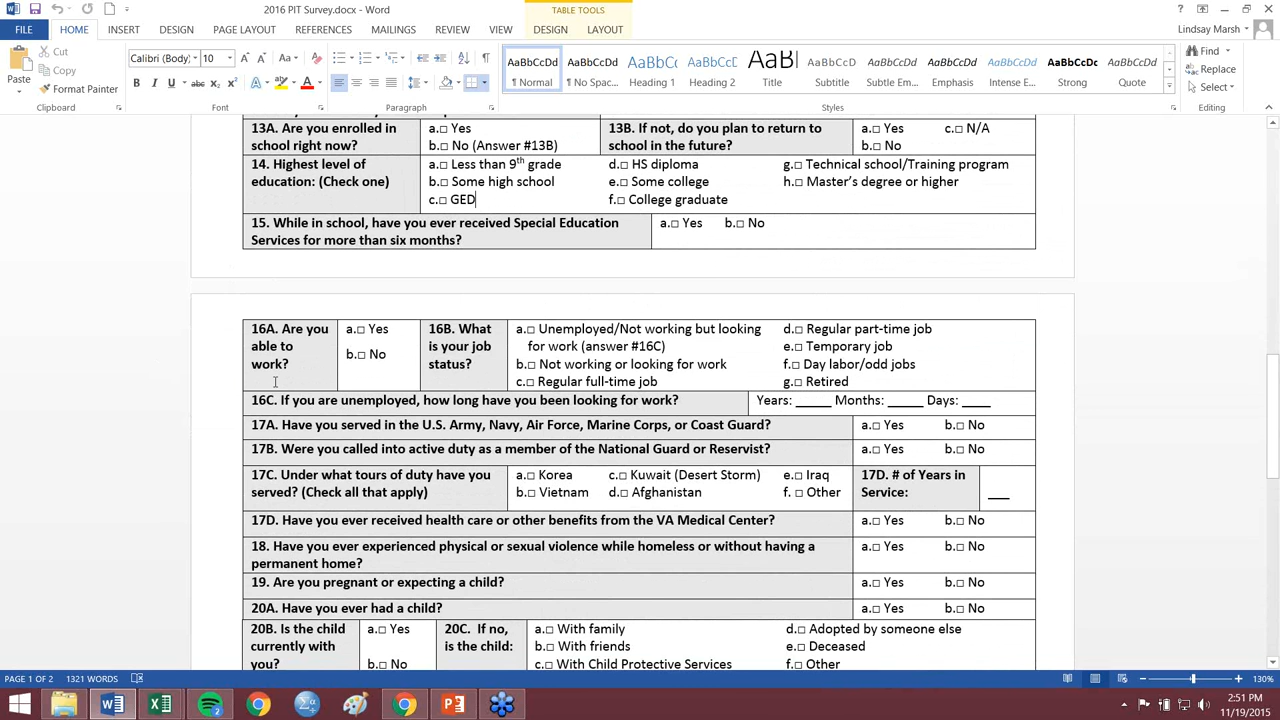 2016 PIT Survey.docx - Word
TABLE TOOLS
FILE HOME INSERT DESIGN PAGE LAYOUT REFERENCES MAILINGS REVIEW VIEW DESIGN LAYOUT Lindsay Marsh
Cut
Copy
Format Painter
Paste
Calibri (Body) 10
AaBbCcDd AaBbCcDd AaBbCc AaBbCc AaB AaBbCcD AaBbCcDd AaBbCcDd AaBbCcDd AaBbCcDc AaBbCcDd
¶ Normal ¶ No Spac... Heading 1 Heading 2 Title Subtitle Subtle Em... Emphasis Intense E... Strong Quote
Find
Replace
Select
Clipboard Font Paragraph Styles Editing
13A. Are you enrolled in school right now?
a.□ Yes
b.□ No (Answer #13B)
13B. If not, do you plan to return to school in the future?
a.□ Yes c.□ N/A
b.□ No
14. Highest level of education: (Check one)
a.□ Less than 9th grade d.□ HS diploma g.□ Technical school/Training program
b.□ Some high school e.□ Some college h.□ Master's degree or higher
c.□ GED f.□ College graduate
15. While in school, have you ever received Special Education
Services for more than six months?
a.□ Yes b.□ No
16A. Are you
able to
work?
a.□ Yes
b.□ No
16B. What
is your job
status?
a.□ Unemployed/Not working but looking d.□ Regular part-time job
for work (answer #16C) e.□ Temporary job
b.□ Not working or looking for work f.□ Day labor/odd jobs
c.□ Regular full-time job g.□ Retired
16C. If you are unemployed, how long have you been looking for work? Years: _____ Months: _____ Days: ____
17A. Have you served in the U.S. Army, Navy, Air Force, Marine Corps, or Coast Guard? a.□ Yes b.□ No
17B. Were you called into active duty as a member of the National Guard or Reservist? a.□ Yes b.□ No
17C. Under what tours of duty have you
served? (Check all that apply)
a.□ Korea c.□ Kuwait (Desert Storm) e.□ Iraq
b.□ Vietnam d.□ Afghanistan f. □ Other
17D. # of Years in
Service: ___
17D. Have you ever received health care or other benefits from the VA Medical Center? a.□ Yes b.□ No
18. Have you ever experienced physical or sexual violence while homeless or without having a
permanent home? a.□ Yes b.□ No
19. Are you pregnant or expecting a child? a.□ Yes b.□ No
20A. Have you ever had a child? a.□ Yes b.□ No
20B. Is the child
currently with
you?
a.□ Yes
b.□ No
20C. If no,
is the child:
a.□ With family d.□ Adopted by someone else
b.□ With friends e.□ Deceased
c.□ With Child Protective Services f.□ Other
PAGE 1 OF 2 1321 WORDS 130%
2:51 PM
11/19/2015